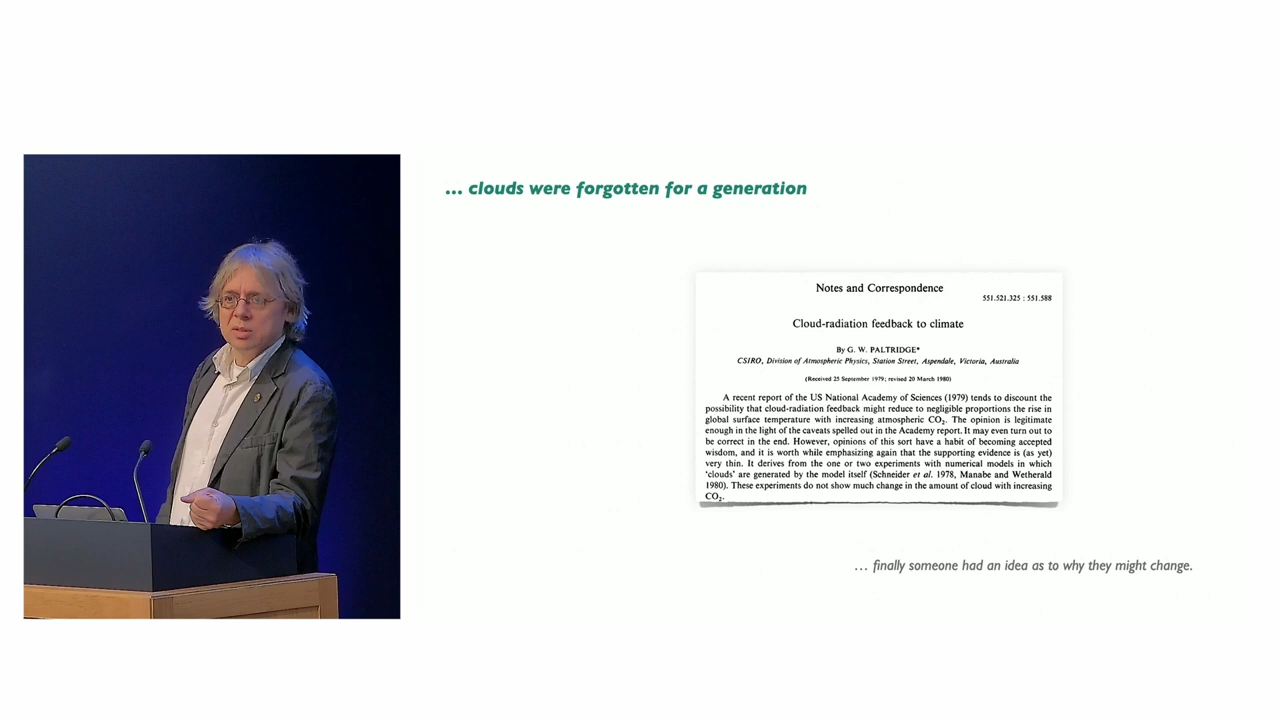 ... clouds were forgotten for a generation
Notes and Correspondence
551.521.325 : 551.588
Cloud-radiation feedback to climate
By G. W. PALTRIDGE*
CSIRO, Division of Atmospheric Physics, Station Street, Aspendale, Victoria, Australia
(Received 25 September 1979; revised 20 March 1980)
A recent report of the US National Academy of Sciences (1979) tends to discount the
possibility that cloud-radiation feedback might reduce to negligible proportions the rise in
global surface temperature with increasing atmospheric CO₂. The opinion is legitimate
enough in the light of the caveats spelled out in the Academy report. It may even turn out to
be correct in the end. However, opinions of this sort have a habit of becoming accepted
wisdom, and it is worth while emphasizing again that the supporting evidence is (as yet)
very thin. It derives from the one or two experiments with numerical models in which
‘clouds’ are generated by the model itself (Schneider et al. 1978, Manabe and Wetherald
1980). These experiments do not show much change in the amount of cloud with increasing
CO₂.
... finally someone had an idea as to why they might change.